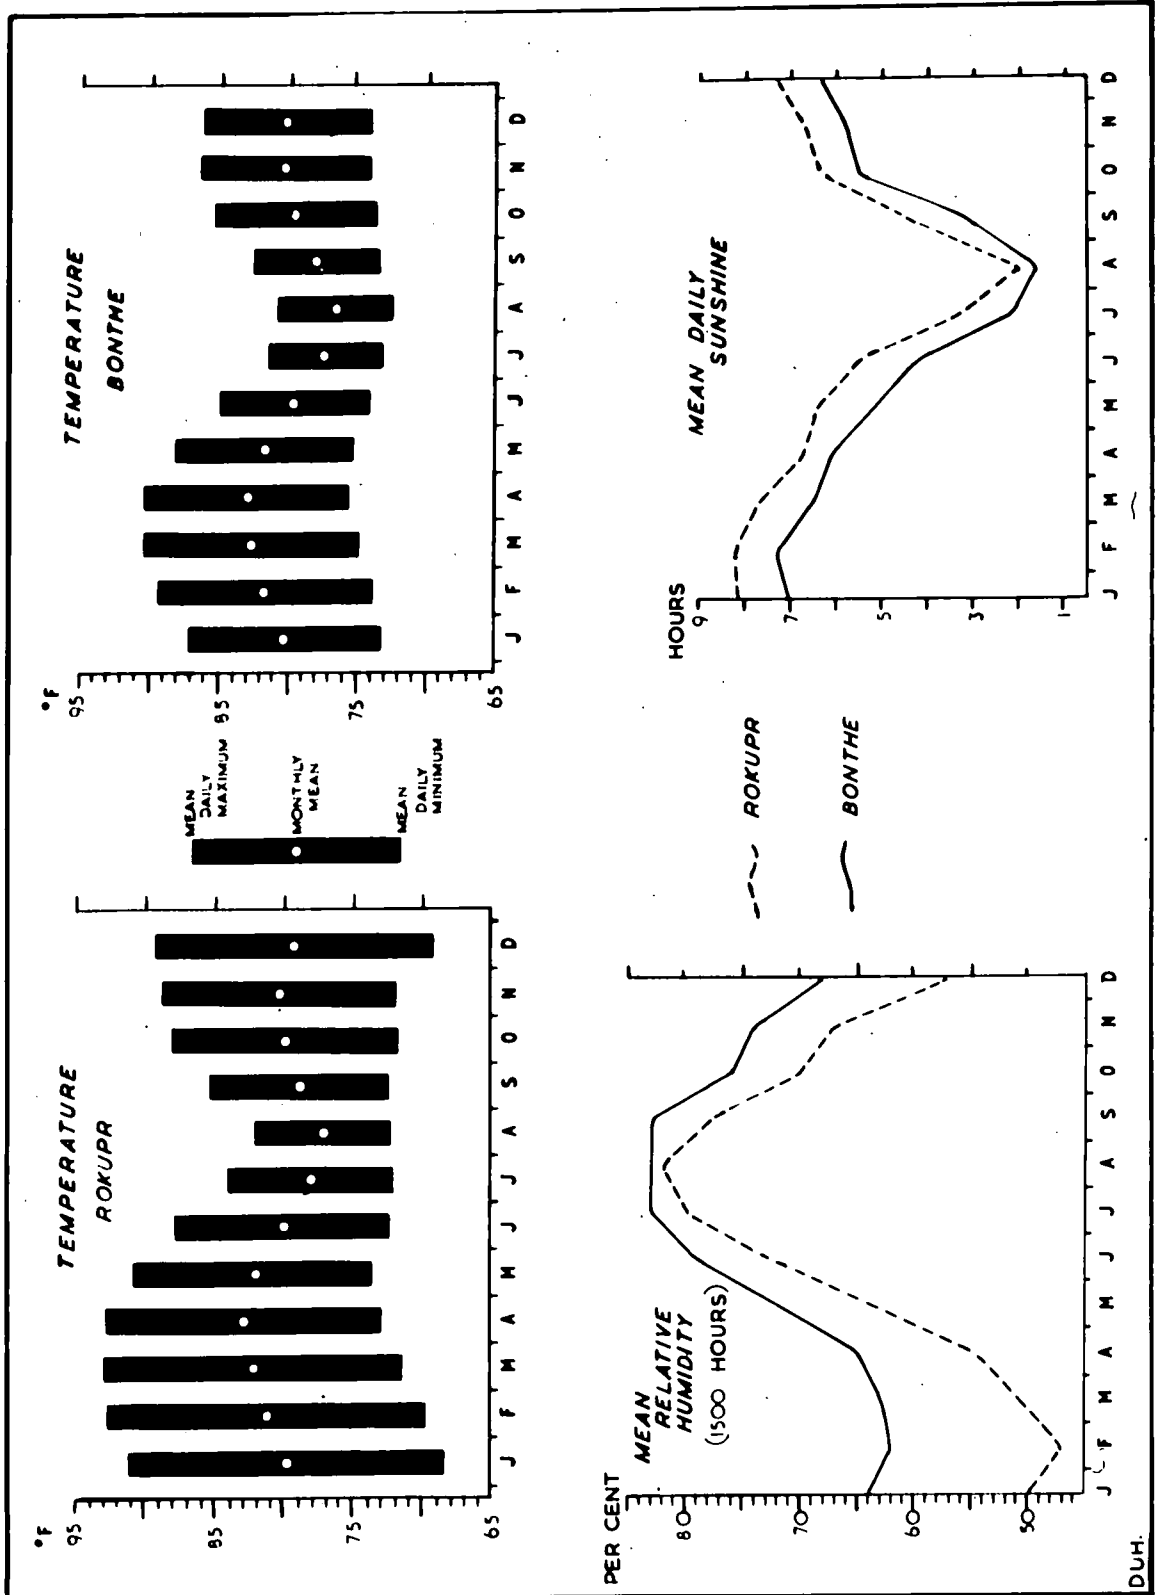 TEMPERATURE
ROKUPR
°F
95
85
75
65
J F M A M J J A S O N D
MEAN
DAILY
MAXIMUM
MONTHLY
MEAN
MEAN
DAILY
MINIMUM
TEMPERATURE
BONTHE
°F
95
85
75
65
J F M A M J J A S O N D
PER CENT
MEAN
RELATIVE
HUMIDITY
(1500 HOURS)
80
70
60
50
J F M A M J J A S O N D
ROKUPR
BONTHE
HOURS
MEAN DAILY
SUNSHINE
9
7
5
3
1
J F M A M J J A S O N D
DUH.